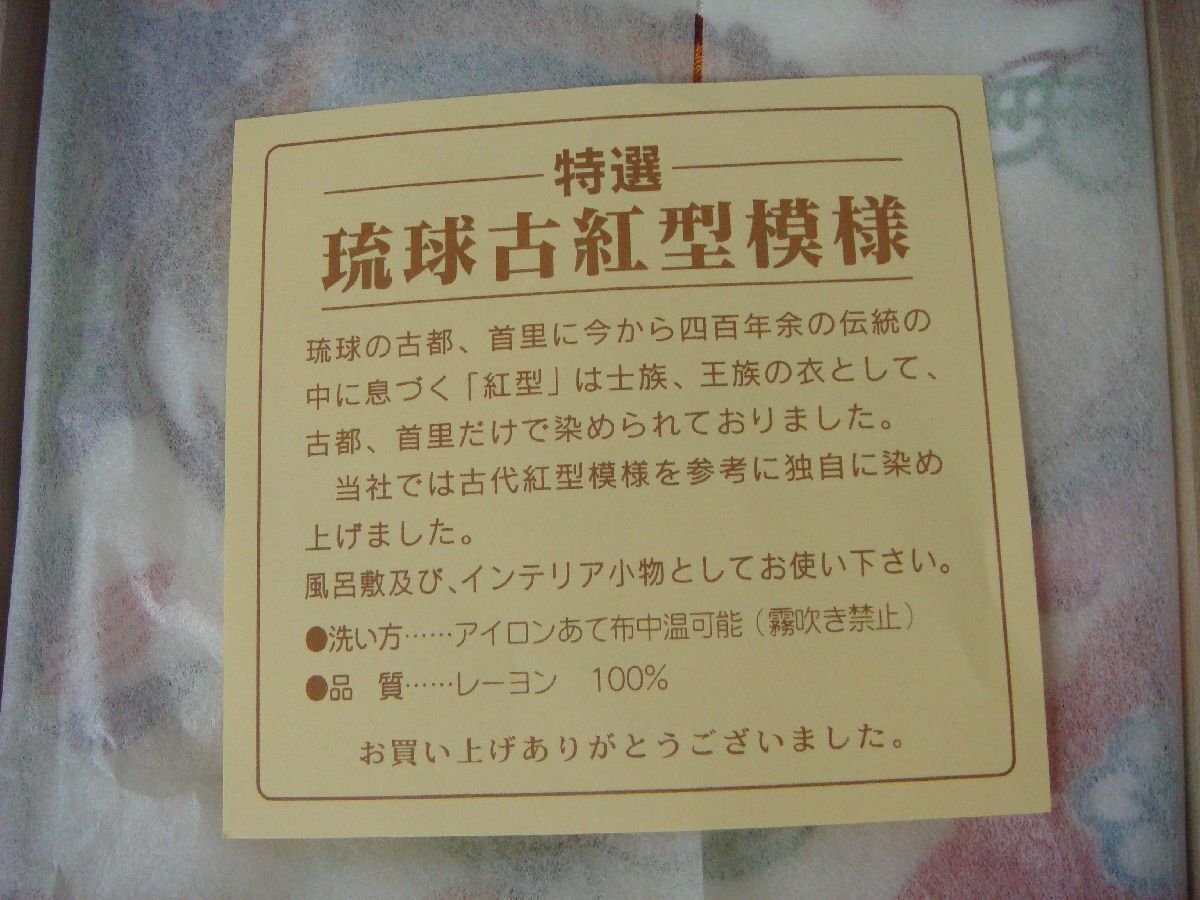 特選
琉球古紅型模様
琉球の古都、首里に今から四百年余の伝統の
中に息づく「紅型」は士族、王族の衣として、
古都、首里だけで染められておりました。
当社では古代紅型模様を参考に独自に染め
上げました。
風呂敷及び、インテリア小物としてお使い下さい。
●洗い方……アイロンあて布中温可能（霧吹き禁止）
●品　質……レーヨン　100%
お買い上げありがとうございました。